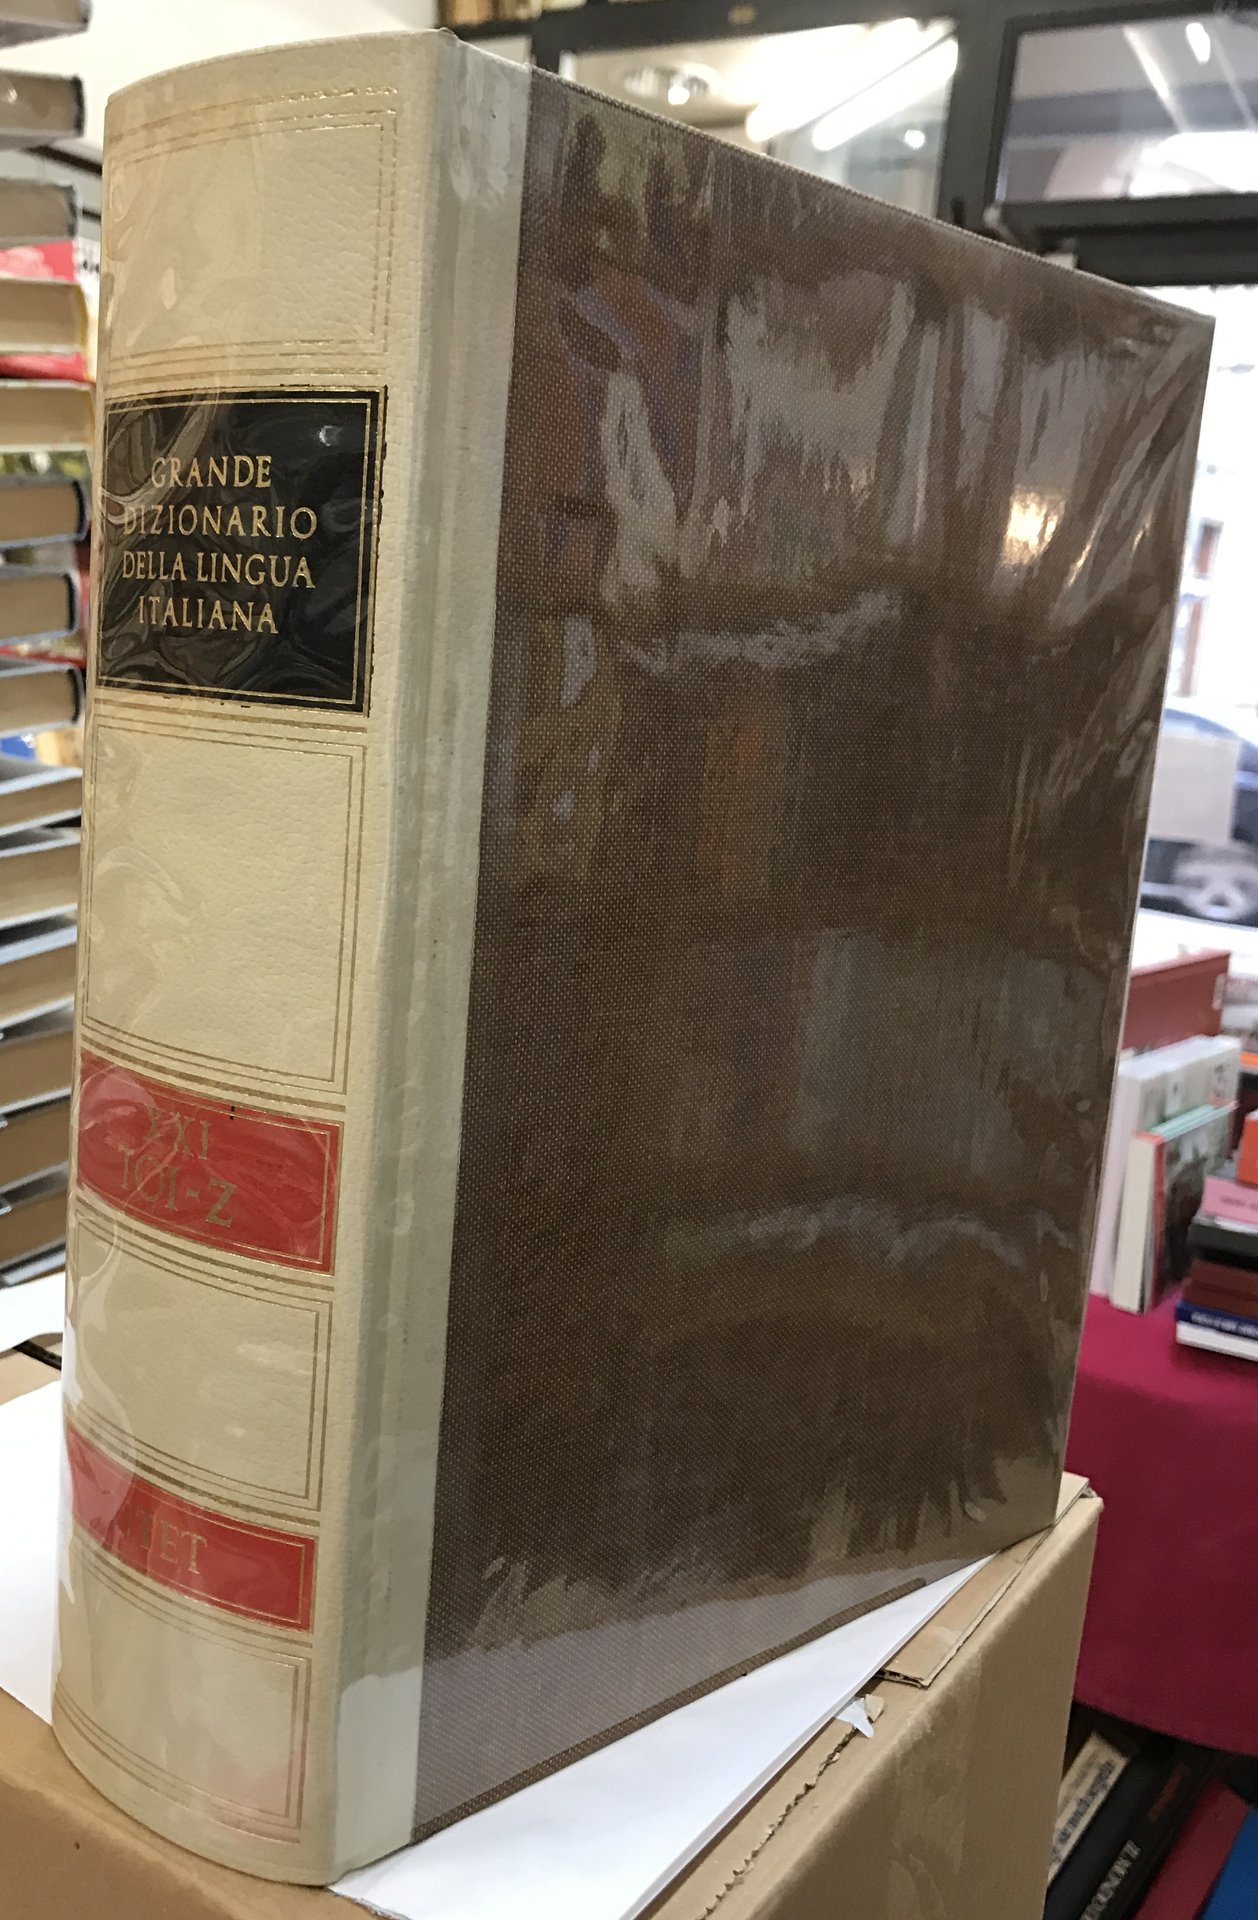 GRANDE
DIZIONARIO
DELLA LINGUA
ITALIANA
XXI
TOI-Z
UTET